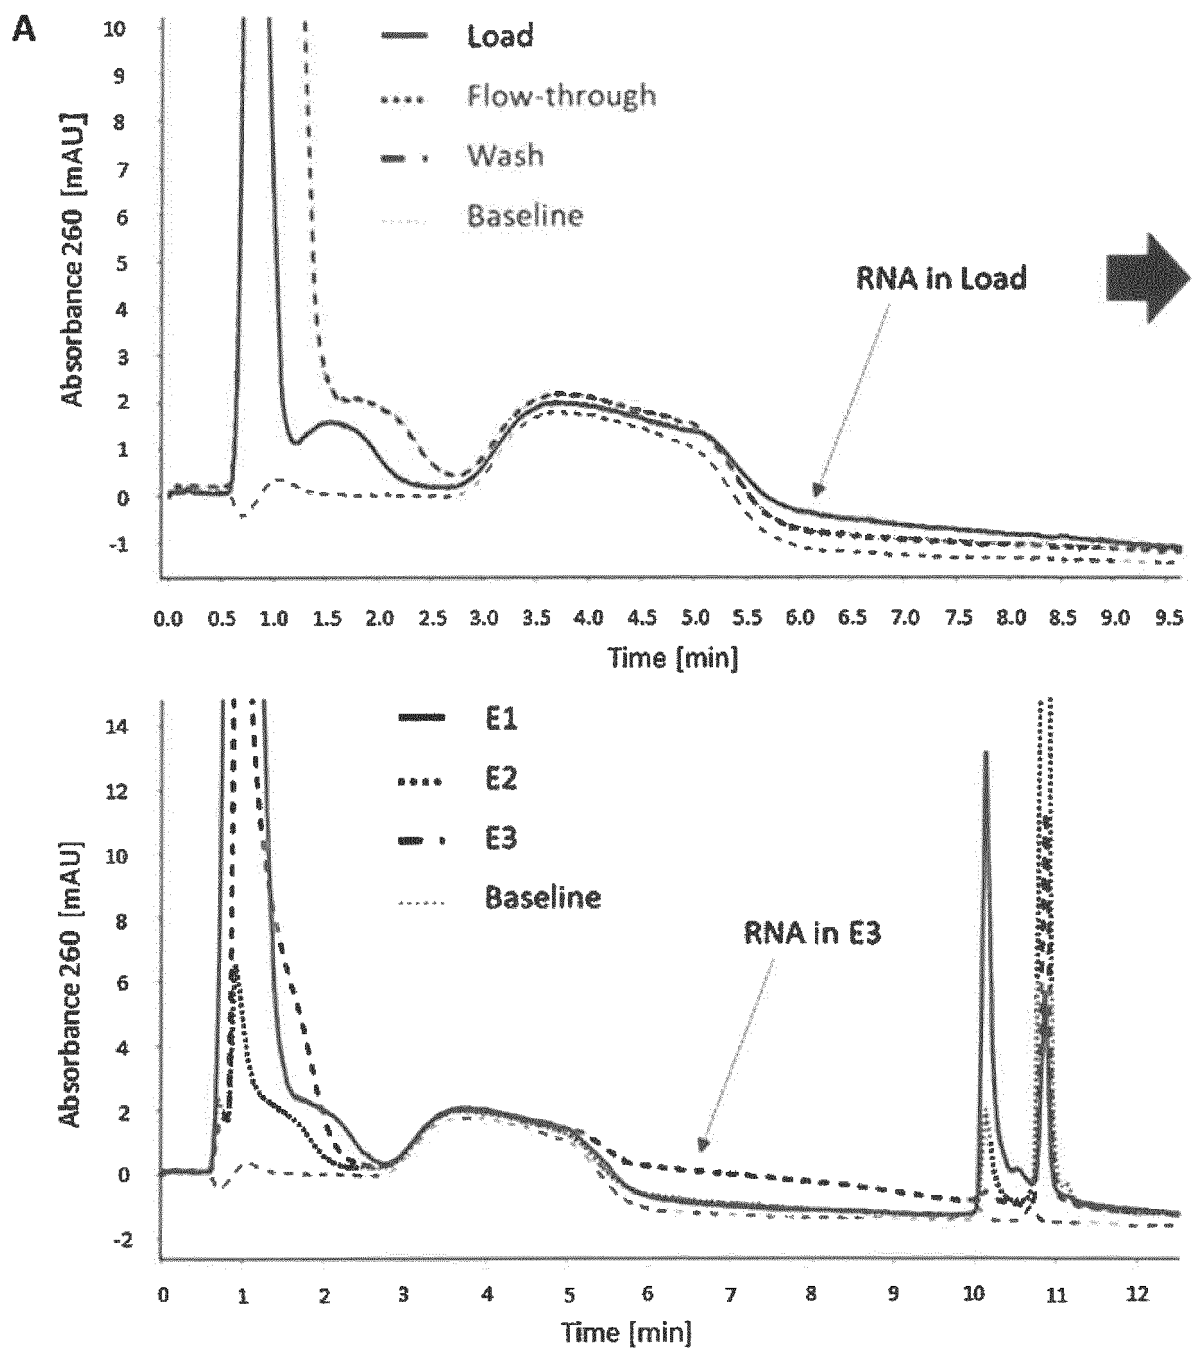 A
10
9
8
7
6
5
4
3
2
1
0
-1
Absorbance 260 [mAU]
Load
Flow-through
Wash
Baseline
RNA in Load
0.0 0.5 1.0 1.5 2.0 2.5 3.0 3.5 4.0 4.5 5.0 5.5 6.0 6.5 7.0 7.5 8.0 8.5 9.0 9.5
Time [min]
14
12
10
8
6
4
2
0
-2
Absorbance 260 [mAU]
E1
E2
E3
Baseline
RNA in E3
0 1 2 3 4 5 6 7 8 9 10 11 12
Time [min]